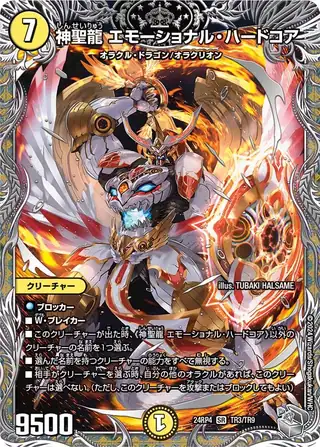 7
しんせいりゅう
神聖龍 エモーショナル・ハードコア
オラクル・ドラゴン/オラクリオン
illus. TUBAKI HALSAME
クリーチャー
ブロッカー
W・ブレイカー
このクリーチャーが出た時、《神聖龍 エモーショナル・ハードコア》以外のクリーチャーの名前を1つ選ぶ。
選んだ名前を持つクリーチャーの能力をすべて無視する。
相手がクリーチャーを選ぶ時、自分の他のオラクルがあれば、このクリーチャーは選べない。(ただし、このクリーチャーを攻撃またはブロックしてもよい)
9500
1
24RP4 SR TR3/TR9